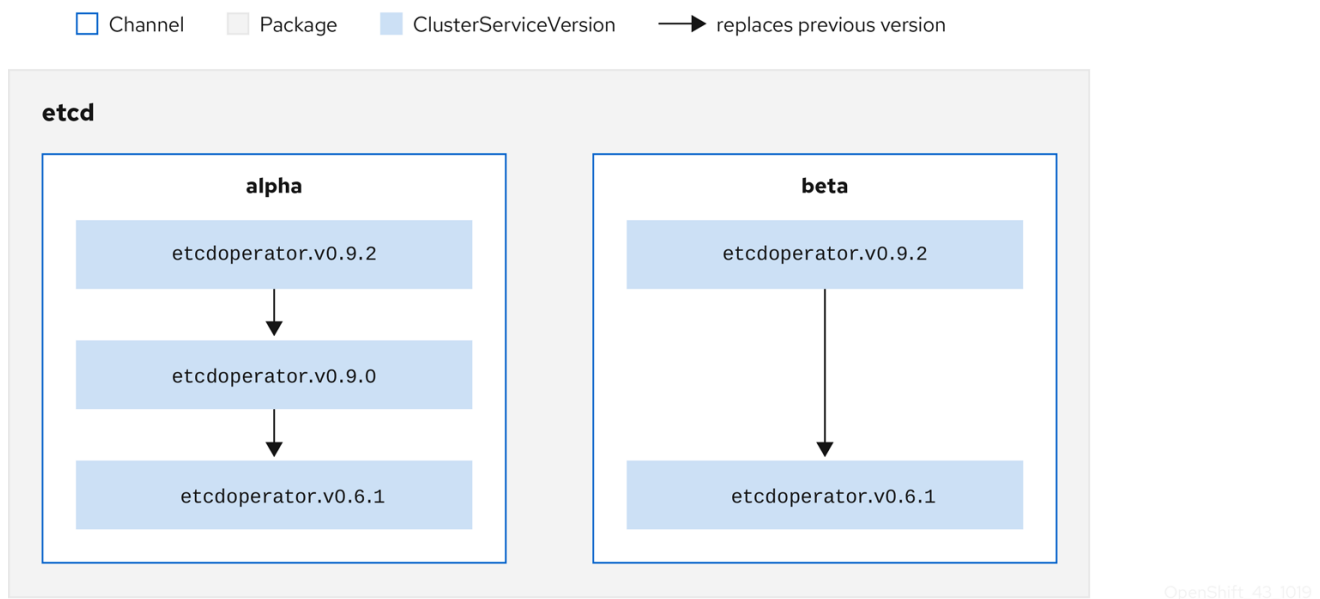 Channel Package ClusterServiceVersion replaces previous version
etcd
alpha
etcdoperator.v0.9.2
etcdoperator.v0.9.0
etcdoperator.v0.6.1
beta
etcdoperator.v0.9.2
etcdoperator.v0.6.1
OpenShift_43_1019